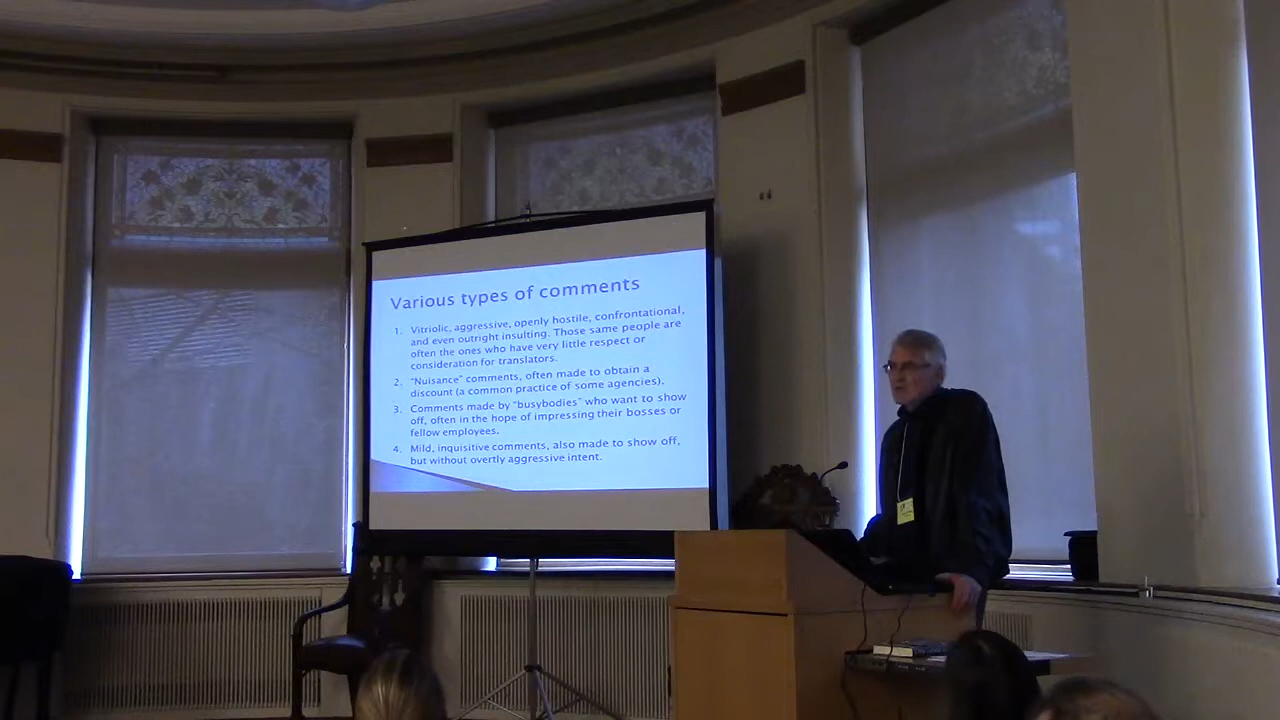 Various types of comments
1. Vitriolic, aggressive, openly hostile, confrontational,
and even outright insulting. Those same people are
often the ones who have very little respect or
consideration for translators.
2. "Nuisance" comments, often made to obtain a
discount (a common practice of some agencies).
3. Comments made by "busybodies" who want to show
off, often in the hope of impressing their bosses or
fellow employees.
4. Mild, inquisitive comments, also made to show off,
but without overtly aggressive intent.